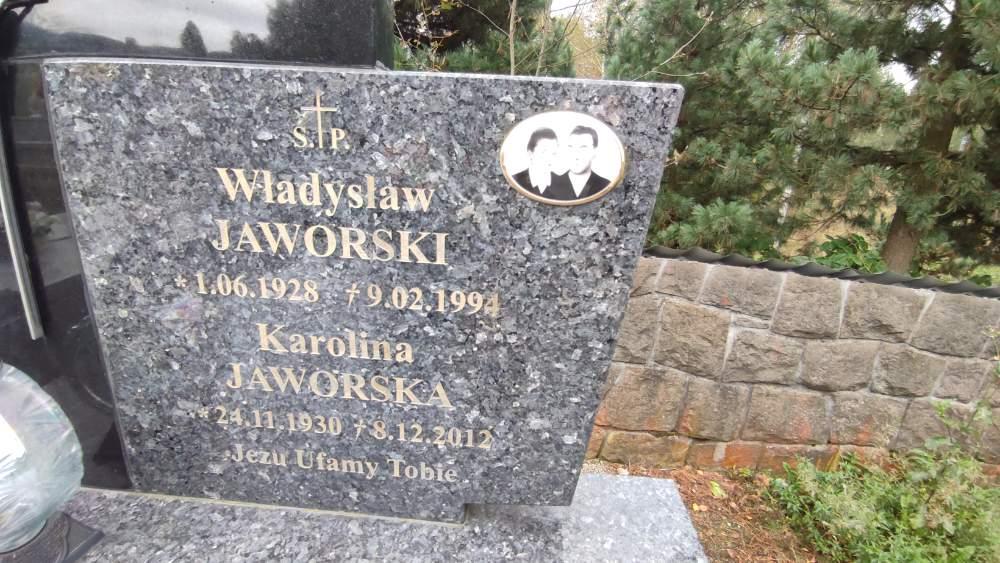 Ś.P.
Władysław
JAWORSKI
* 1.06.1928 † 9.02.1994
Karolina
JAWORSKA
* 24.11.1930 † 8.12.2012
Jezu Ufamy Tobie